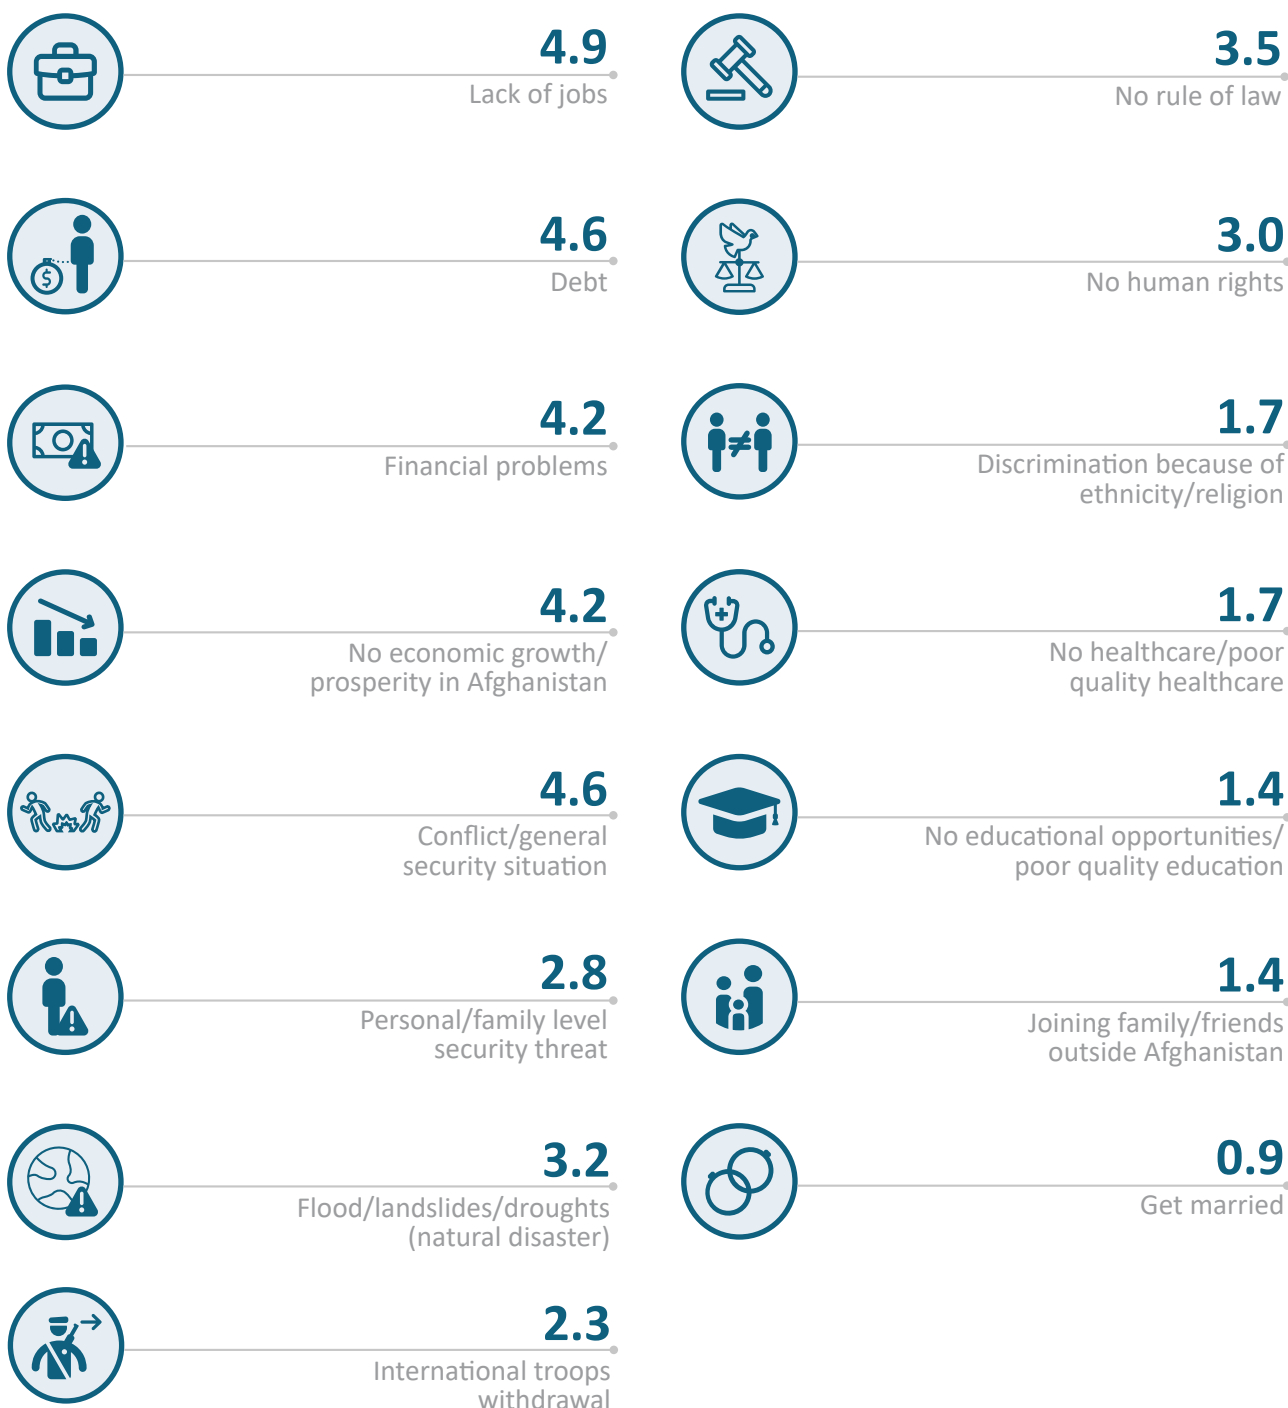 4.9
Lack of jobs
4.6
Debt
$
4.2
Financial problems
4.2
No economic growth/
prosperity in Afghanistan
4.6
Conflict/general
security situation
2.8
Personal/family level
security threat
3.2
Flood/landslides/droughts
(natural disaster)
2.3
International troops
withdrawal
3.5
No rule of law
3.0
No human rights
1.7
Discrimination because of
ethnicity/religion
1.7
No healthcare/poor
quality healthcare
1.4
No educational opportunities/
poor quality education
1.4
Joining family/friends
outside Afghanistan
0.9
Get married